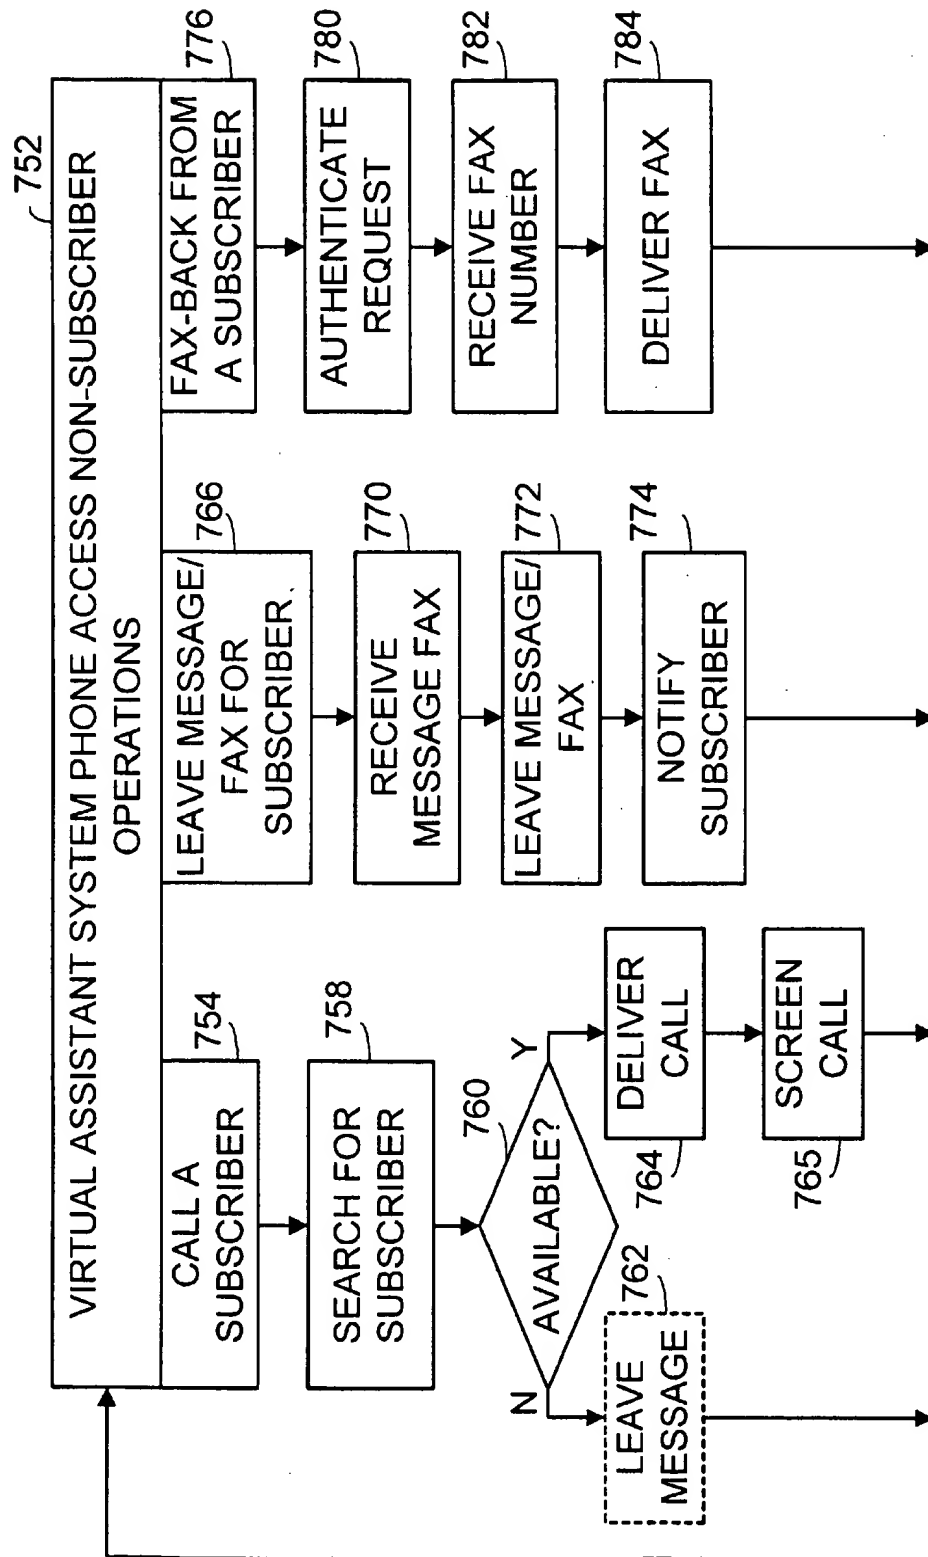 752
VIRTUAL ASSISTANT SYSTEM PHONE ACCESS NON-SUBSCRIBER
OPERATIONS
754
CALL A
SUBSCRIBER
758
SEARCH FOR
SUBSCRIBER
760
AVAILABLE?
N
Y
762
LEAVE
MESSAGE
DELIVER
CALL
764
SCREEN
CALL
765
766
LEAVE MESSAGE/
FAX FOR
SUBSCRIBER
770
RECEIVE
MESSAGE FAX
772
LEAVE MESSAGE/
FAX
774
NOTIFY
SUBSCRIBER
776
FAX-BACK FROM
A SUBSCRIBER
780
AUTHENTICATE
REQUEST
782
RECEIVE FAX
NUMBER
784
DELIVER FAX